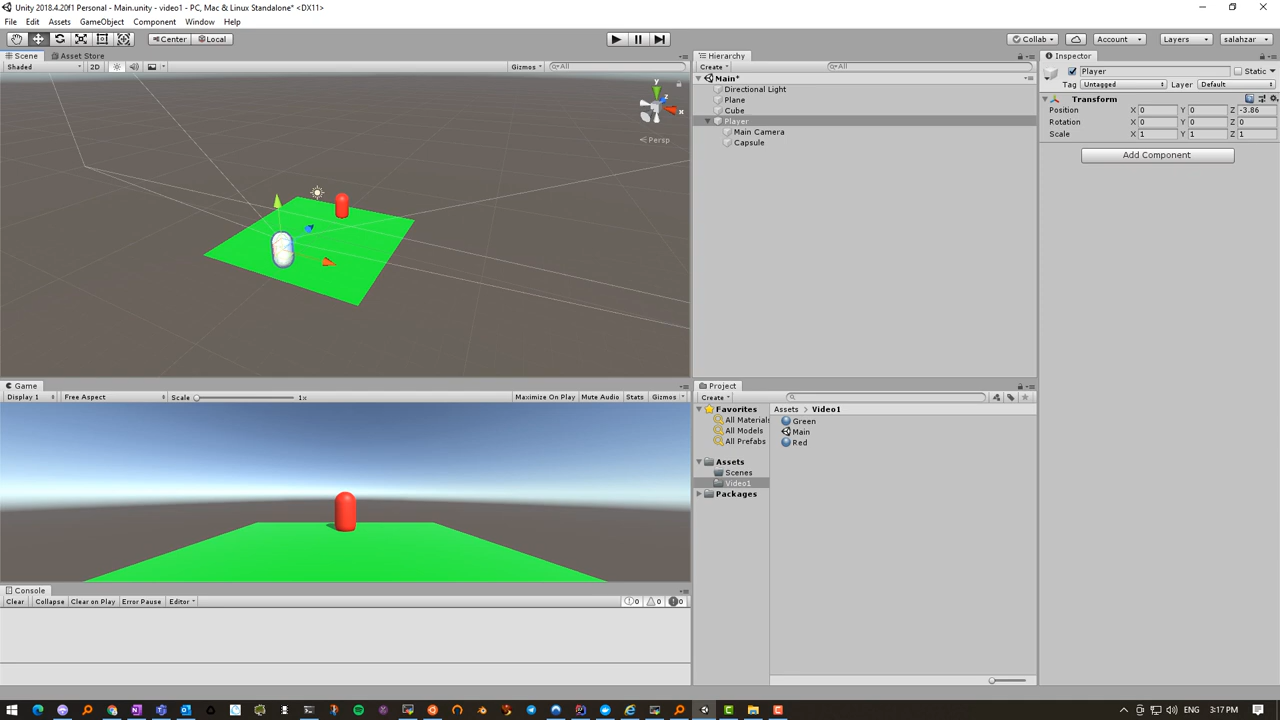 Unity 2018.4.20f1 Personal - Main.unity - video1 - PC, Mac & Linux Standalone* <DX11>
File Edit Assets GameObject Component Window Help
Center Local Collab Account Layers salahzar
Scene Asset Store
Shaded 2D Gizmos All
y
z
x
Persp
Hierarchy
Create All
Main*
Directional Light
Plane
Cube
Player
Main Camera
Capsule
Inspector
Player Static
Tag Untagged Layer Default
Transform
Position X 0 Y 0 Z -3.86
Rotation X 0 Y 0 Z 0
Scale X 1 Y 1 Z 1
Add Component
Game
Display 1 Free Aspect Scale 1x Maximize On Play Mute Audio Stats Gizmos
Console
Clear Collapse Clear on Play Error Pause Editor 0 0 0
Project
Create
Favorites
All Materials
All Models
All Prefabs
Assets
Scenes
Video1
Packages
Assets > Video1
Green
Main
Red
ENG 3:17 PM